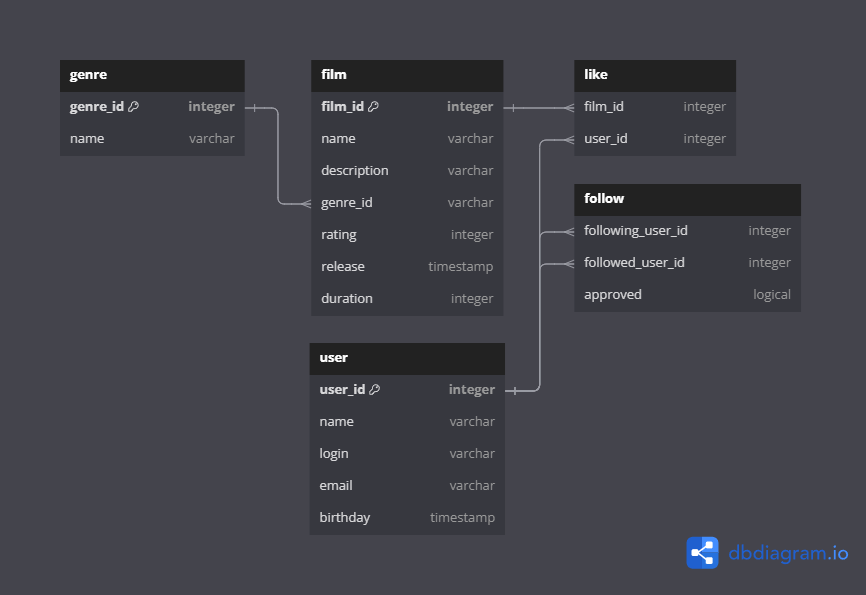 genre
genre_id integer
name varchar
film
film_id integer
name varchar
description varchar
genre_id varchar
rating integer
release timestamp
duration integer
like
film_id integer
user_id integer
follow
following_user_id integer
followed_user_id integer
approved logical
user
user_id integer
name varchar
login varchar
email varchar
birthday timestamp
dbdiagram.io